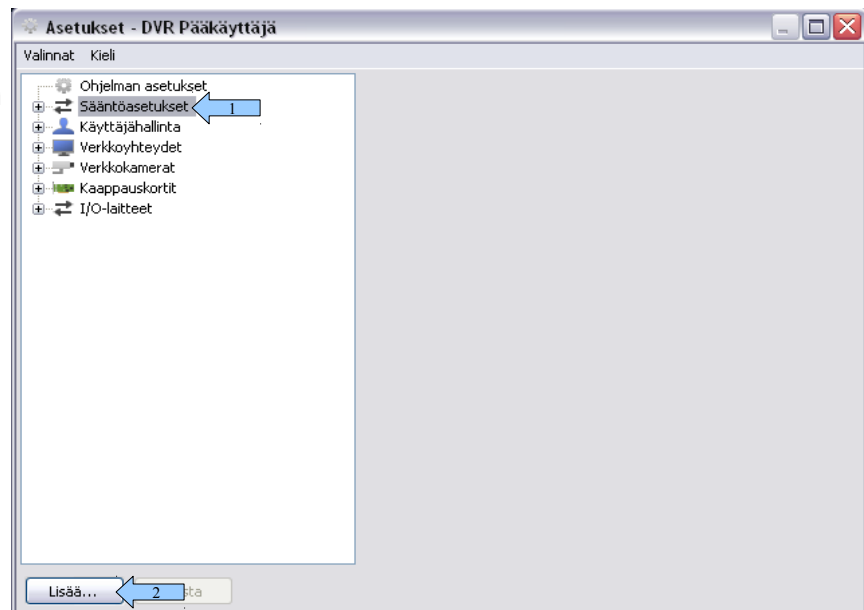 Asetukset - DVR Pääkäyttäjä
Valinnat Kieli
Ohjelman asetukset
Sääntöasetukset 1
Käyttäjähallinta
Verkkoyhteydet
Verkkokamerat
Kaappauskortit
I/O-laitteet
Lisää... 2